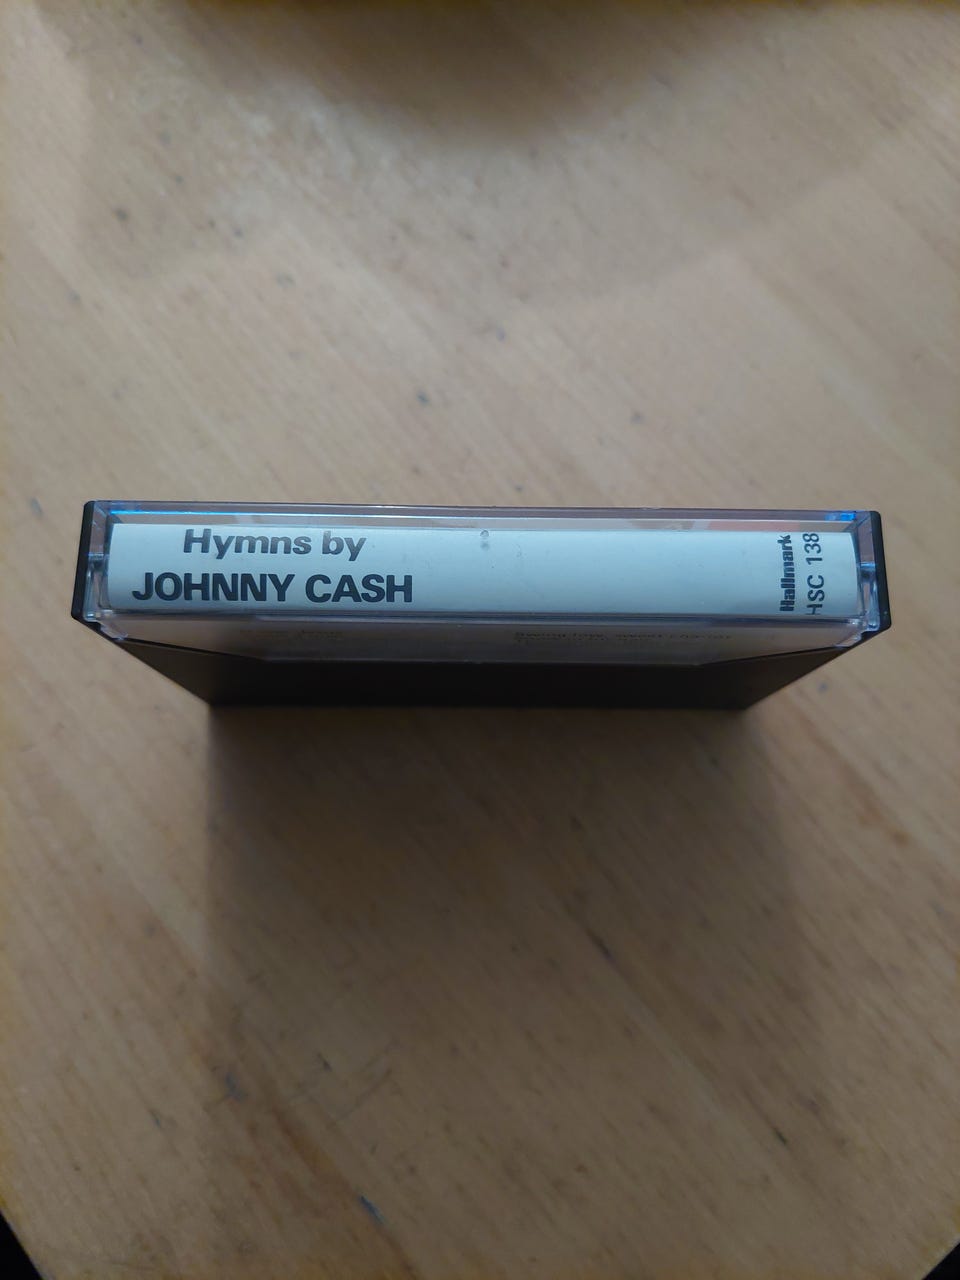 Hymns by
JOHNNY CASH
Hallmark
HSC 138